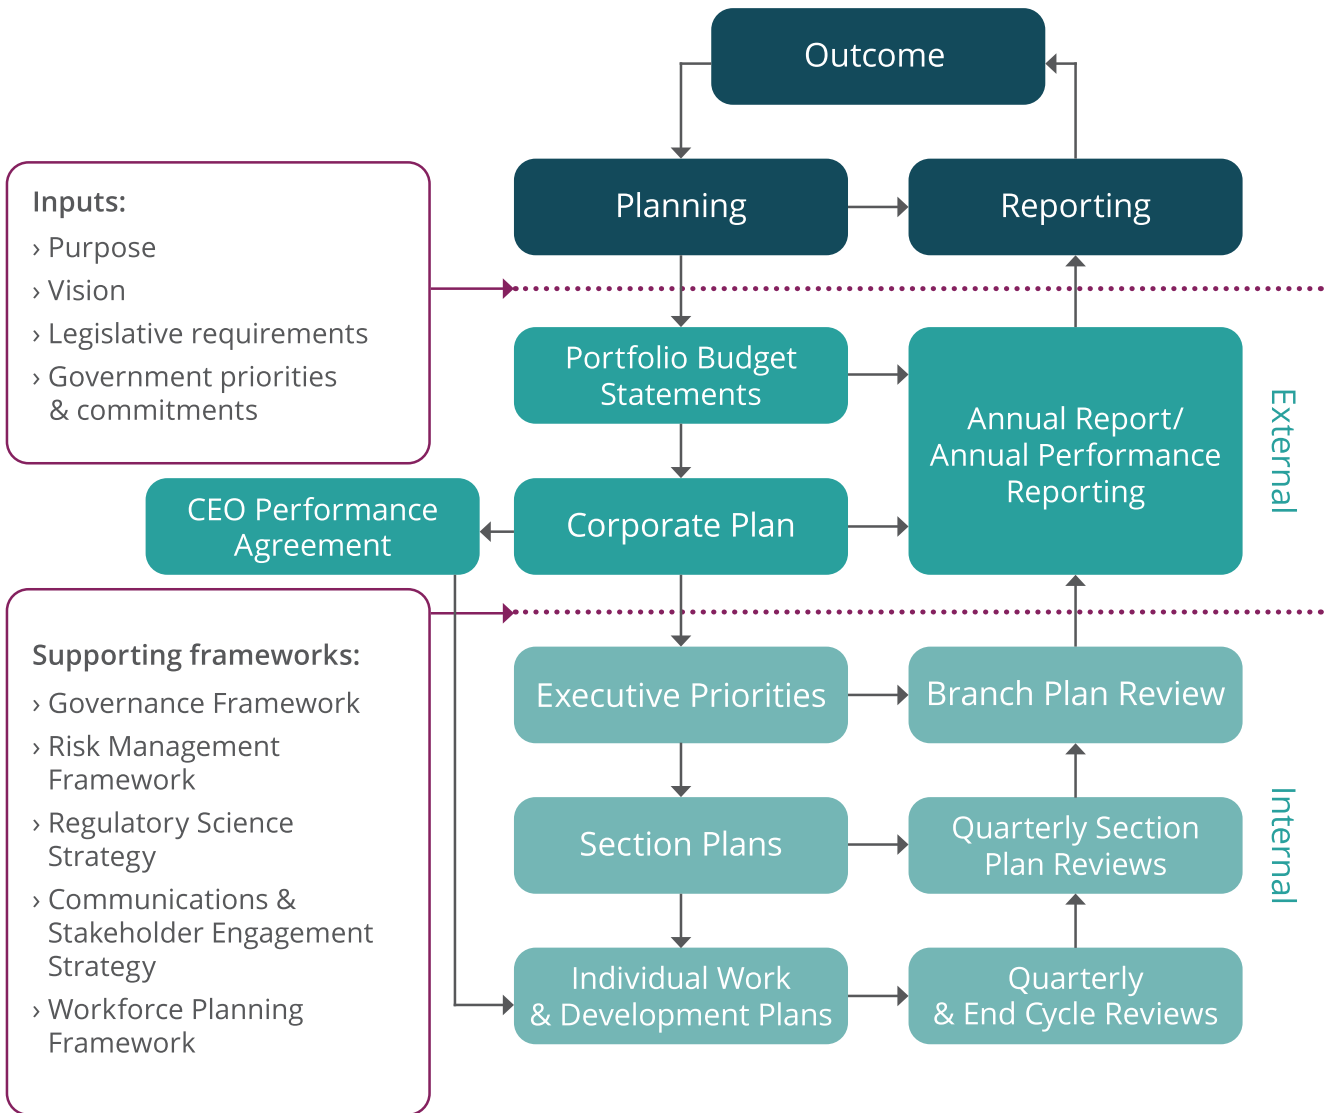 Outcome
Planning
Reporting
Inputs:
› Purpose
› Vision
› Legislative requirements
› Government priorities
& commitments
Portfolio Budget
Statements
Annual Report/
Annual Performance
Reporting
External
CEO Performance
Agreement
Corporate Plan
Supporting frameworks:
› Governance Framework
› Risk Management
Framework
› Regulatory Science
Strategy
› Communications &
Stakeholder Engagement
Strategy
› Workforce Planning
Framework
Executive Priorities
Branch Plan Review
Section Plans
Quarterly Section
Plan Reviews
Internal
Individual Work
& Development Plans
Quarterly
& End Cycle Reviews